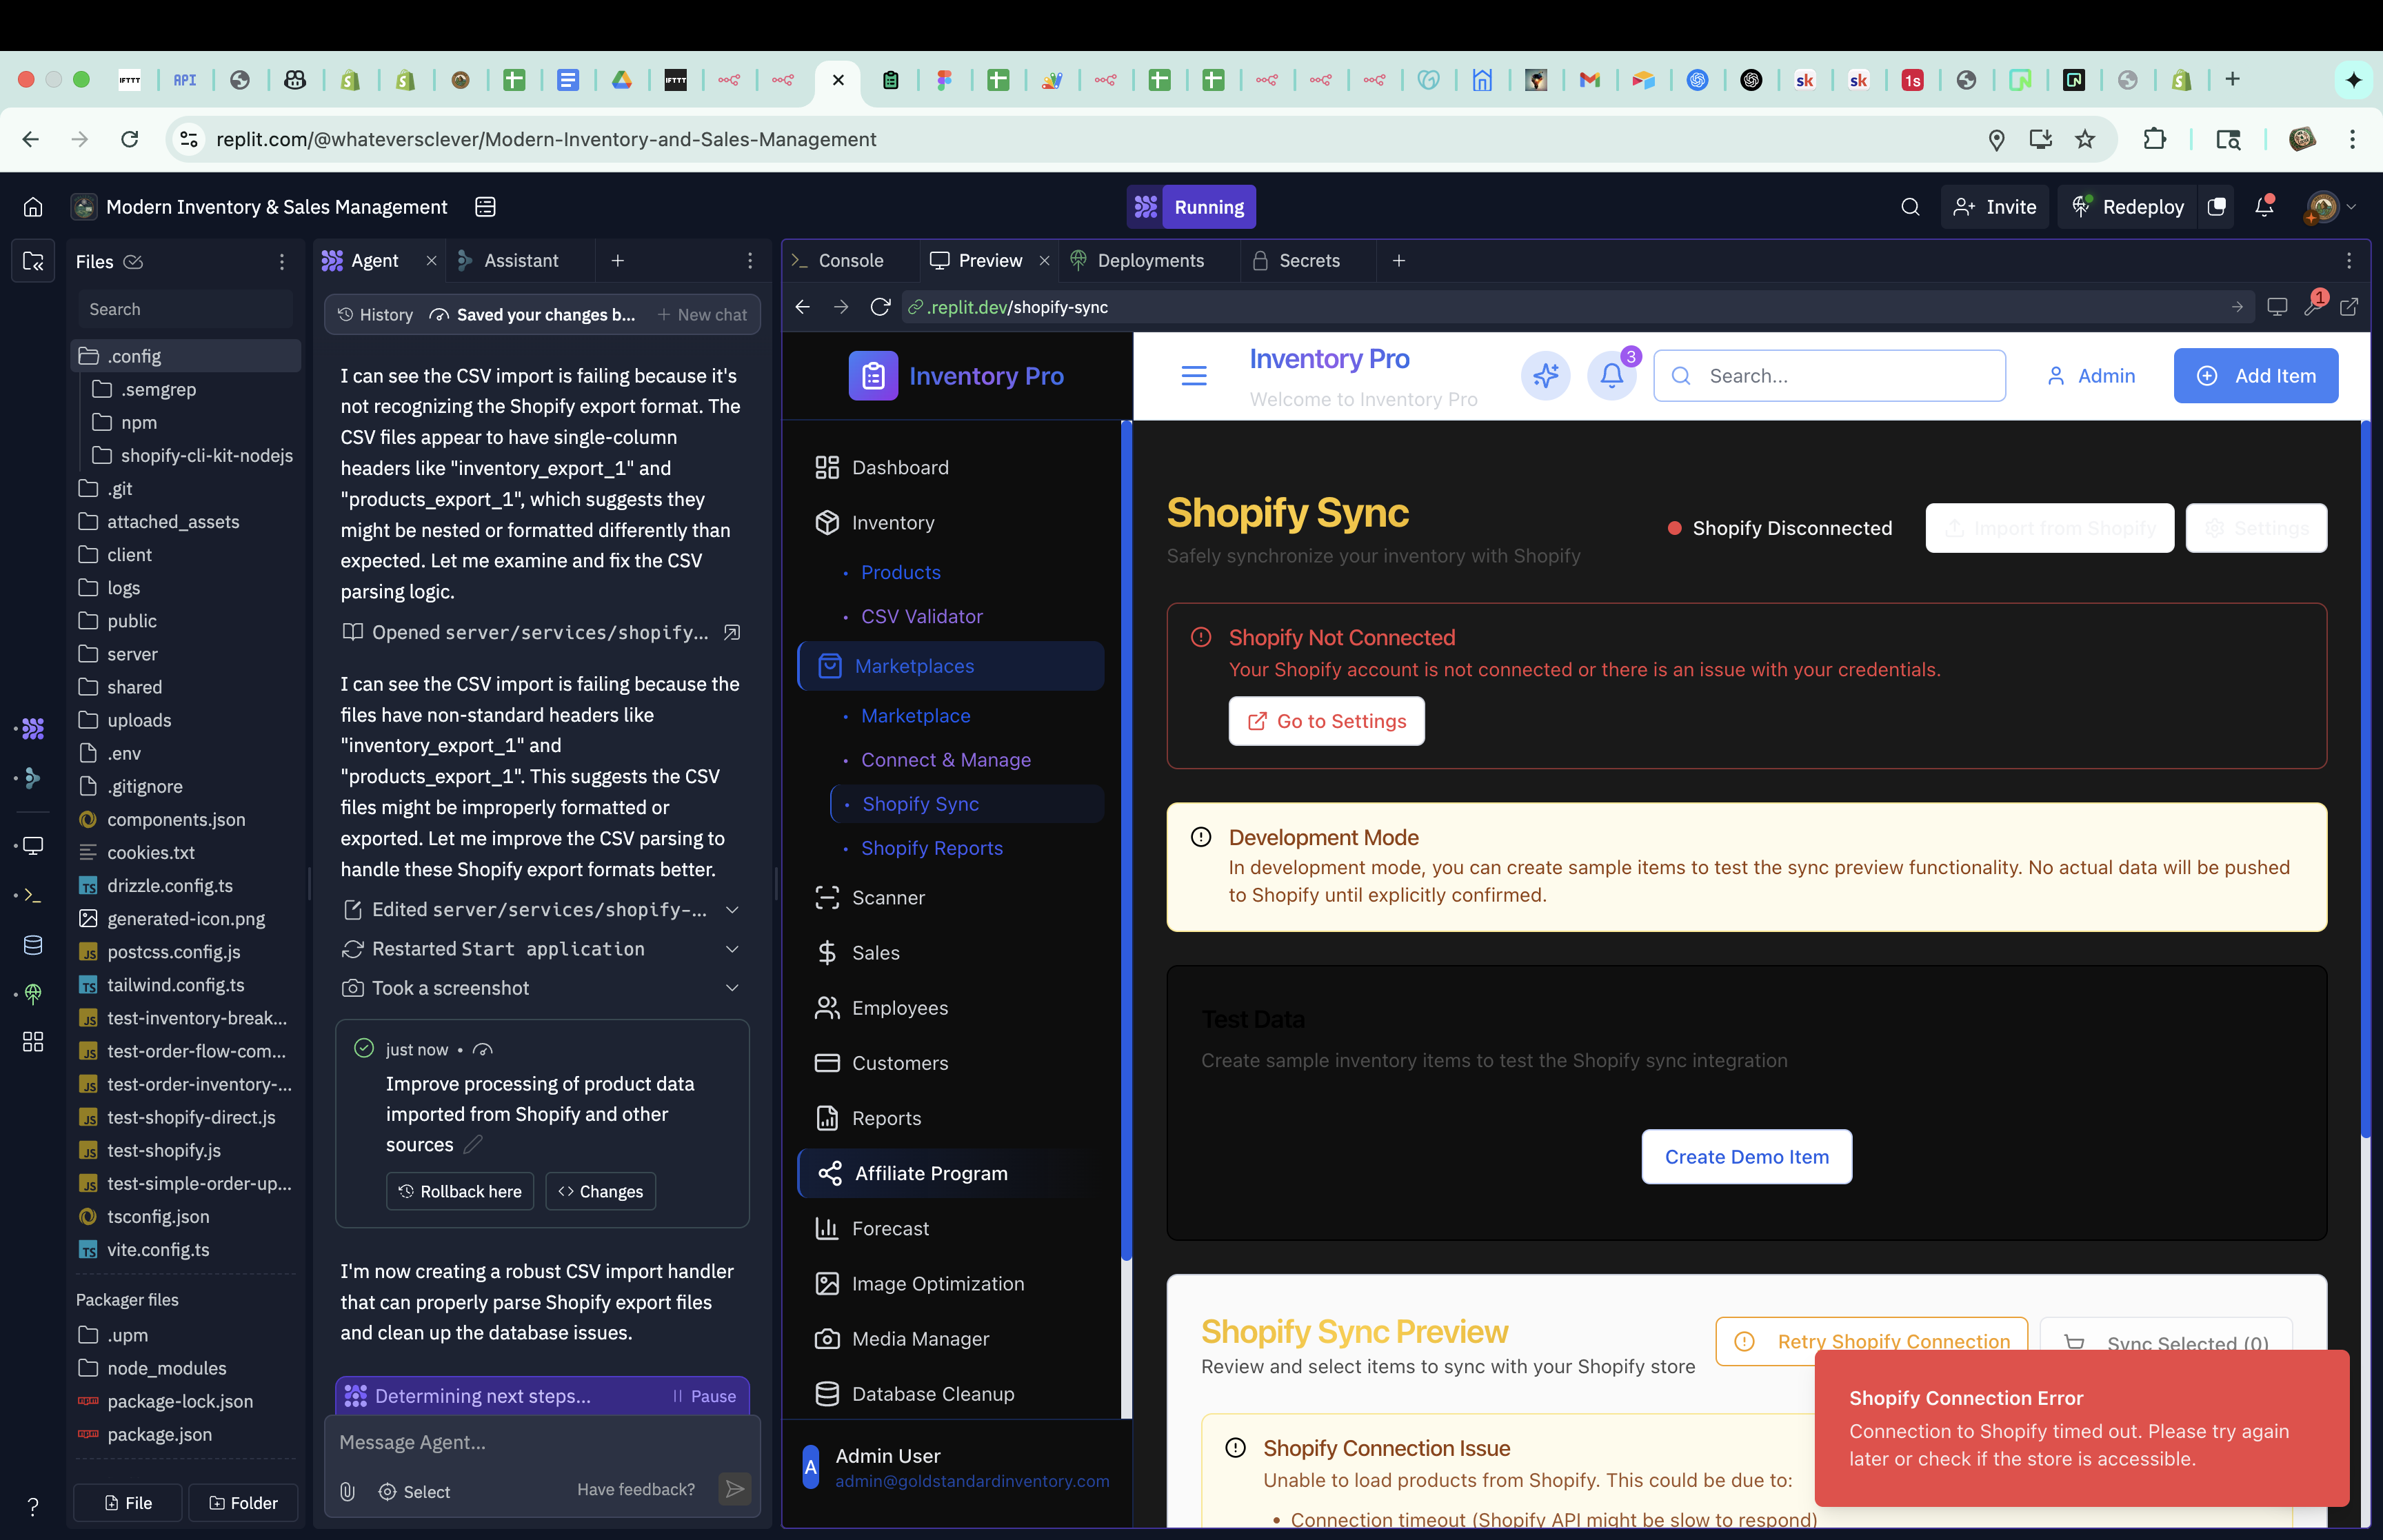 IFTTT
API
IFTTT
sk
sk
1s
replit.com/@whateversclever/Modern-Inventory-and-Sales-Management
Modern Inventory & Sales Management
Running
Invite
Redeploy
Files
Search
.config
.semgrep
npm
shopify-cli-kit-nodejs
.git
attached_assets
client
logs
public
server
shared
uploads
.env
.gitignore
components.json
cookies.txt
drizzle.config.ts
generated-icon.png
postcss.config.js
tailwind.config.ts
test-inventory-break...
test-order-flow-com...
test-order-inventory-...
test-shopify-direct.js
test-shopify.js
test-simple-order-up...
tsconfig.json
vite.config.ts
Packager files
.upm
node_modules
package-lock.json
package.json
File
Folder
Agent
Assistant
History
Saved your changes b...
New chat
I can see the CSV import is failing because it's
not recognizing the Shopify export format. The
CSV files appear to have single-column
headers like "inventory_export_1" and
"products_export_1", which suggests they
might be nested or formatted differently than
expected. Let me examine and fix the CSV
parsing logic.
Opened server/services/shopify...
I can see the CSV import is failing because the
files have non-standard headers like
"inventory_export_1" and
"products_export_1". This suggests the CSV
files might be improperly formatted or
exported. Let me improve the CSV parsing to
handle these Shopify export formats better.
Edited server/services/shopify-...
Restarted Start application
Took a screenshot
just now •
Improve processing of product data
imported from Shopify and other
sources
Rollback here
Changes
I'm now creating a robust CSV import handler
that can properly parse Shopify export files
and clean up the database issues.
Determining next steps...
Pause
Message Agent...
Select
Have feedback?
Console
Preview
Deployments
Secrets
.replit.dev/shopify-sync
1
Inventory Pro
Dashboard
Inventory
• Products
• CSV Validator
Marketplaces
• Marketplace
• Connect & Manage
• Shopify Sync
• Shopify Reports
Scanner
Sales
Employees
Customers
Reports
Affiliate Program
Forecast
Image Optimization
Media Manager
Database Cleanup
A
Admin User
admin@goldstandardinventory.com
Inventory Pro
Welcome to Inventory Pro
3
Search...
Admin
Add Item
Shopify Sync
Safely synchronize your inventory with Shopify
Shopify Disconnected
Import from Shopify
Settings
Shopify Not Connected
Your Shopify account is not connected or there is an issue with your credentials.
Go to Settings
Development Mode
In development mode, you can create sample items to test the sync preview functionality. No actual data will be pushed
to Shopify until explicitly confirmed.
Test Data
Create sample inventory items to test the Shopify sync integration
Create Demo Item
Shopify Sync Preview
Review and select items to sync with your Shopify store
Retry Shopify Connection
Sync Selected (0)
Shopify Connection Issue
Unable to load products from Shopify. This could be due to:
• Connection timeout (Shopify API might be slow to respond)
Shopify Connection Error
Connection to Shopify timed out. Please try again
later or check if the store is accessible.